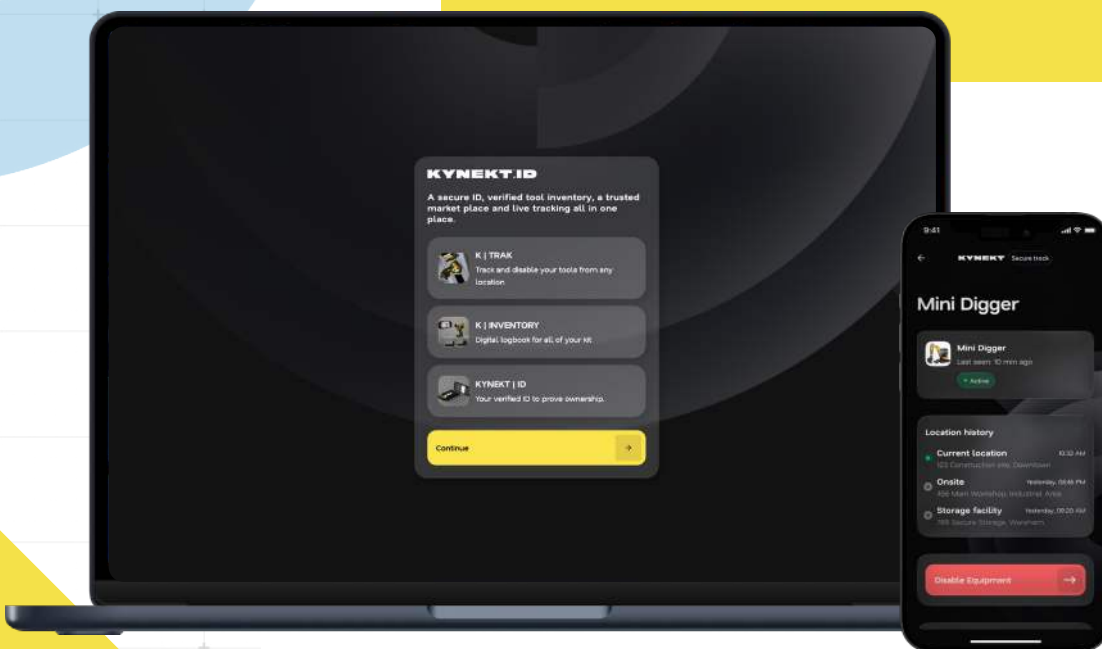 KYNEKT.ID
A secure ID, verified tool inventory, a trusted
market place and live tracking all in one
place.
K | TRAK
Track and disable your tools from any
location
K | INVENTORY
Digital logbook for all of your kit
KYNEKT | ID
Your verified ID to prove ownership.
Continue
9:41
KYNEKT Secure track
Mini Digger
Mini Digger
Last seen: 10 min ago
Active
Location history
Current location 10:32 AM
123 Construction site, Downtown
Onsite Yesterday, 06:45 PM
456 Main Workshop, Industrial Area
Storage facility Yesterday, 08:20 AM
789 Secure Storage, Wareham
Disable Equipment